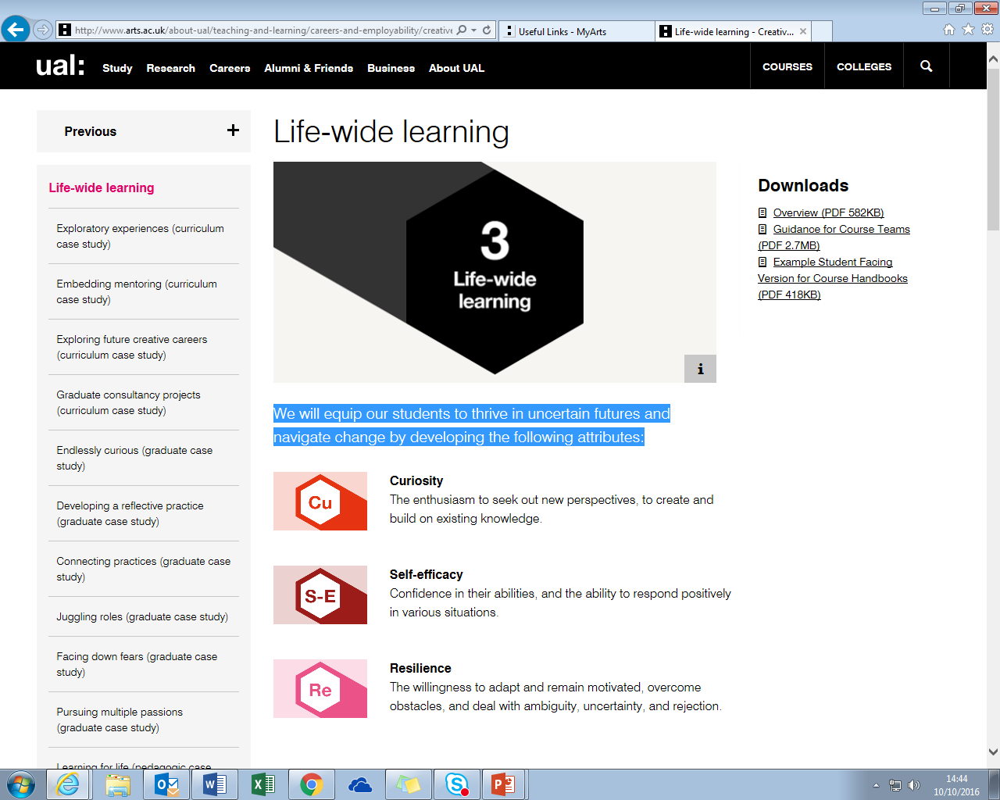 http://www.arts.ac.uk/about-ual/teaching-and-learning/careers-and-employability/creative
Useful Links - MyArts
Life-wide learning - Creativ...
ual:
Study
Research
Careers
Alumni & Friends
Business
About UAL
COURSES
COLLEGES
Previous
+
Life-wide learning
Exploratory experiences (curriculum
case study)
Embedding mentoring (curriculum
case study)
Exploring future creative careers
(curriculum case study)
Graduate consultancy projects
(curriculum case study)
Endlessly curious (graduate case
study)
Developing a reflective practice
(graduate case study)
Connecting practices (graduate case
study)
Juggling roles (graduate case study)
Facing down fears (graduate case
study)
Pursuing multiple passions
(graduate case study)
Learning for life (pedagogic case
Life-wide learning
3
Life-wide
learning
i
We will equip our students to thrive in uncertain futures and
navigate change by developing the following attributes:
Cu
Curiosity
The enthusiasm to seek out new perspectives, to create and
build on existing knowledge.
S-E
Self-efficacy
Confidence in their abilities, and the ability to respond positively
in various situations.
Re
Resilience
The willingness to adapt and remain motivated, overcome
obstacles, and deal with ambiguity, uncertainty, and rejection.
Downloads
Overview (PDF 582KB)
Guidance for Course Teams
(PDF 2.7MB)
Example Student Facing
Version for Course Handbooks
(PDF 418KB)
14:44
10/10/2016